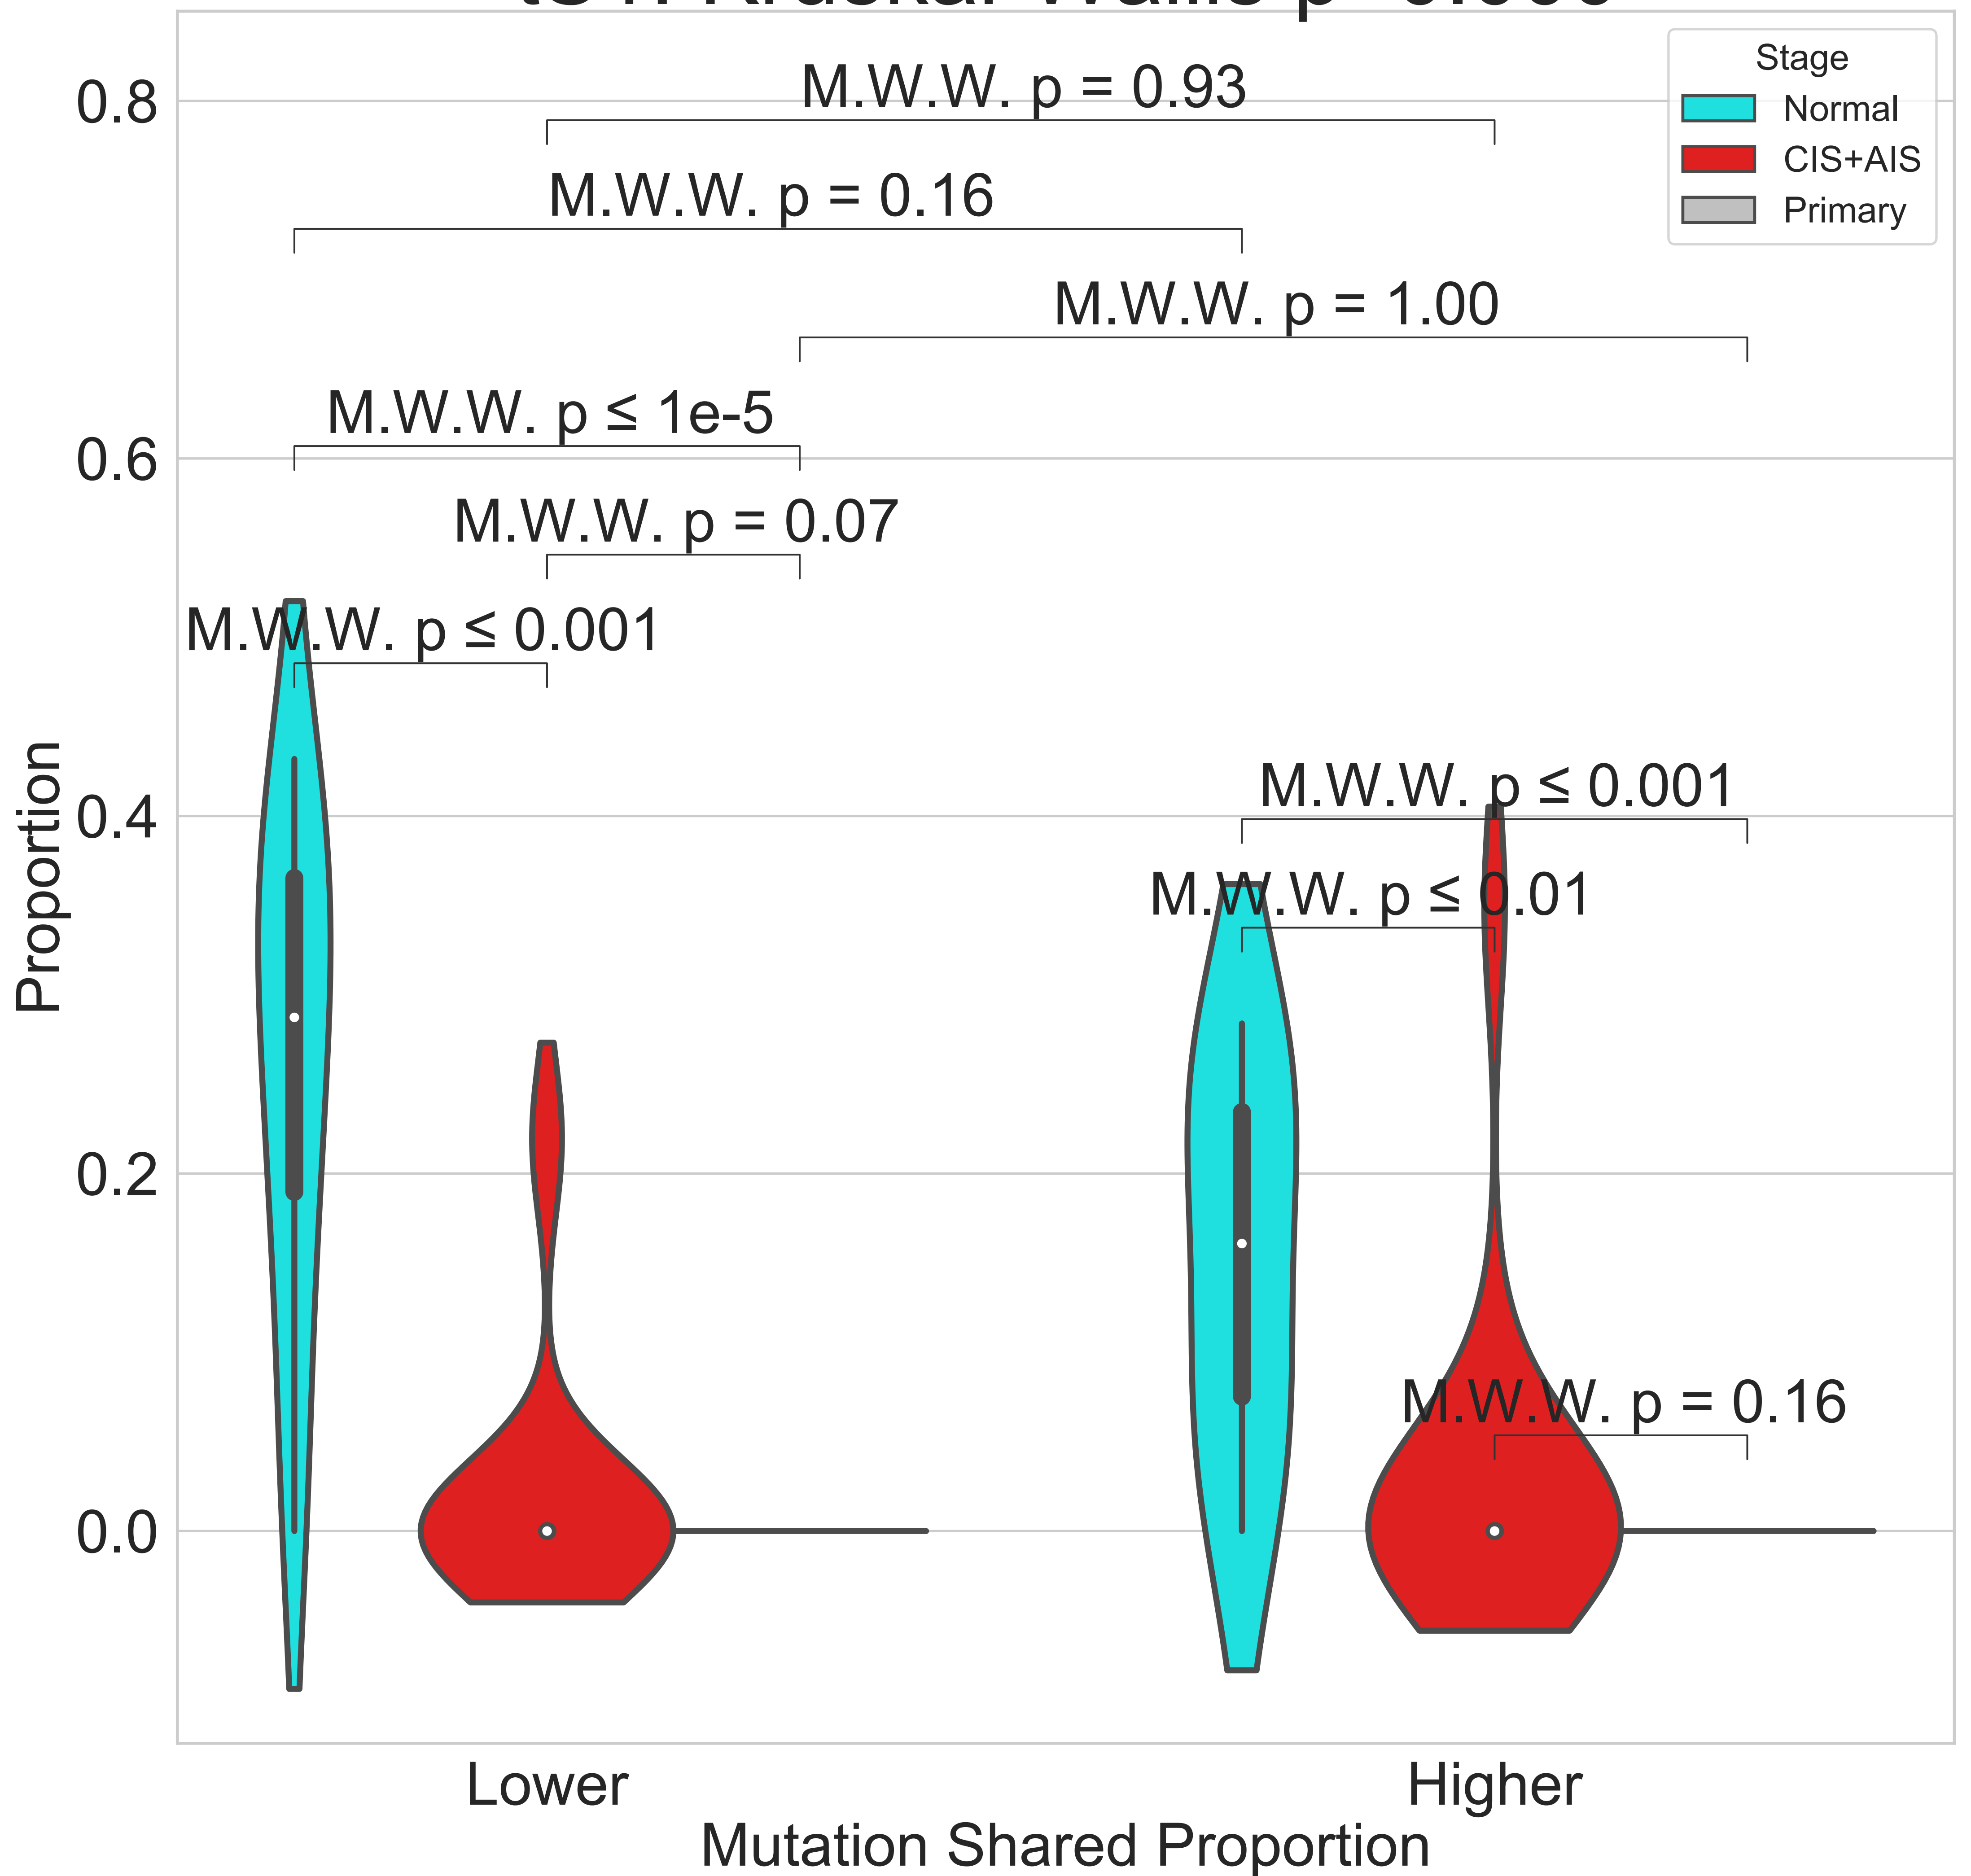 Stage
Normal
CIS+AIS
Primary
M.W.W. p = 0.93
M.W.W. p = 0.16
M.W.W. p = 1.00
M.W.W. p ≤ 1e-5
M.W.W. p = 0.07
M.W.W. p ≤ 0.001
M.W.W. p ≤ 0.001
M.W.W. p ≤ 0.01
M.W.W. p = 0.16
0.8
0.6
0.4
0.2
0.0
Proportion
Lower
Higher
Mutation Shared Proportion